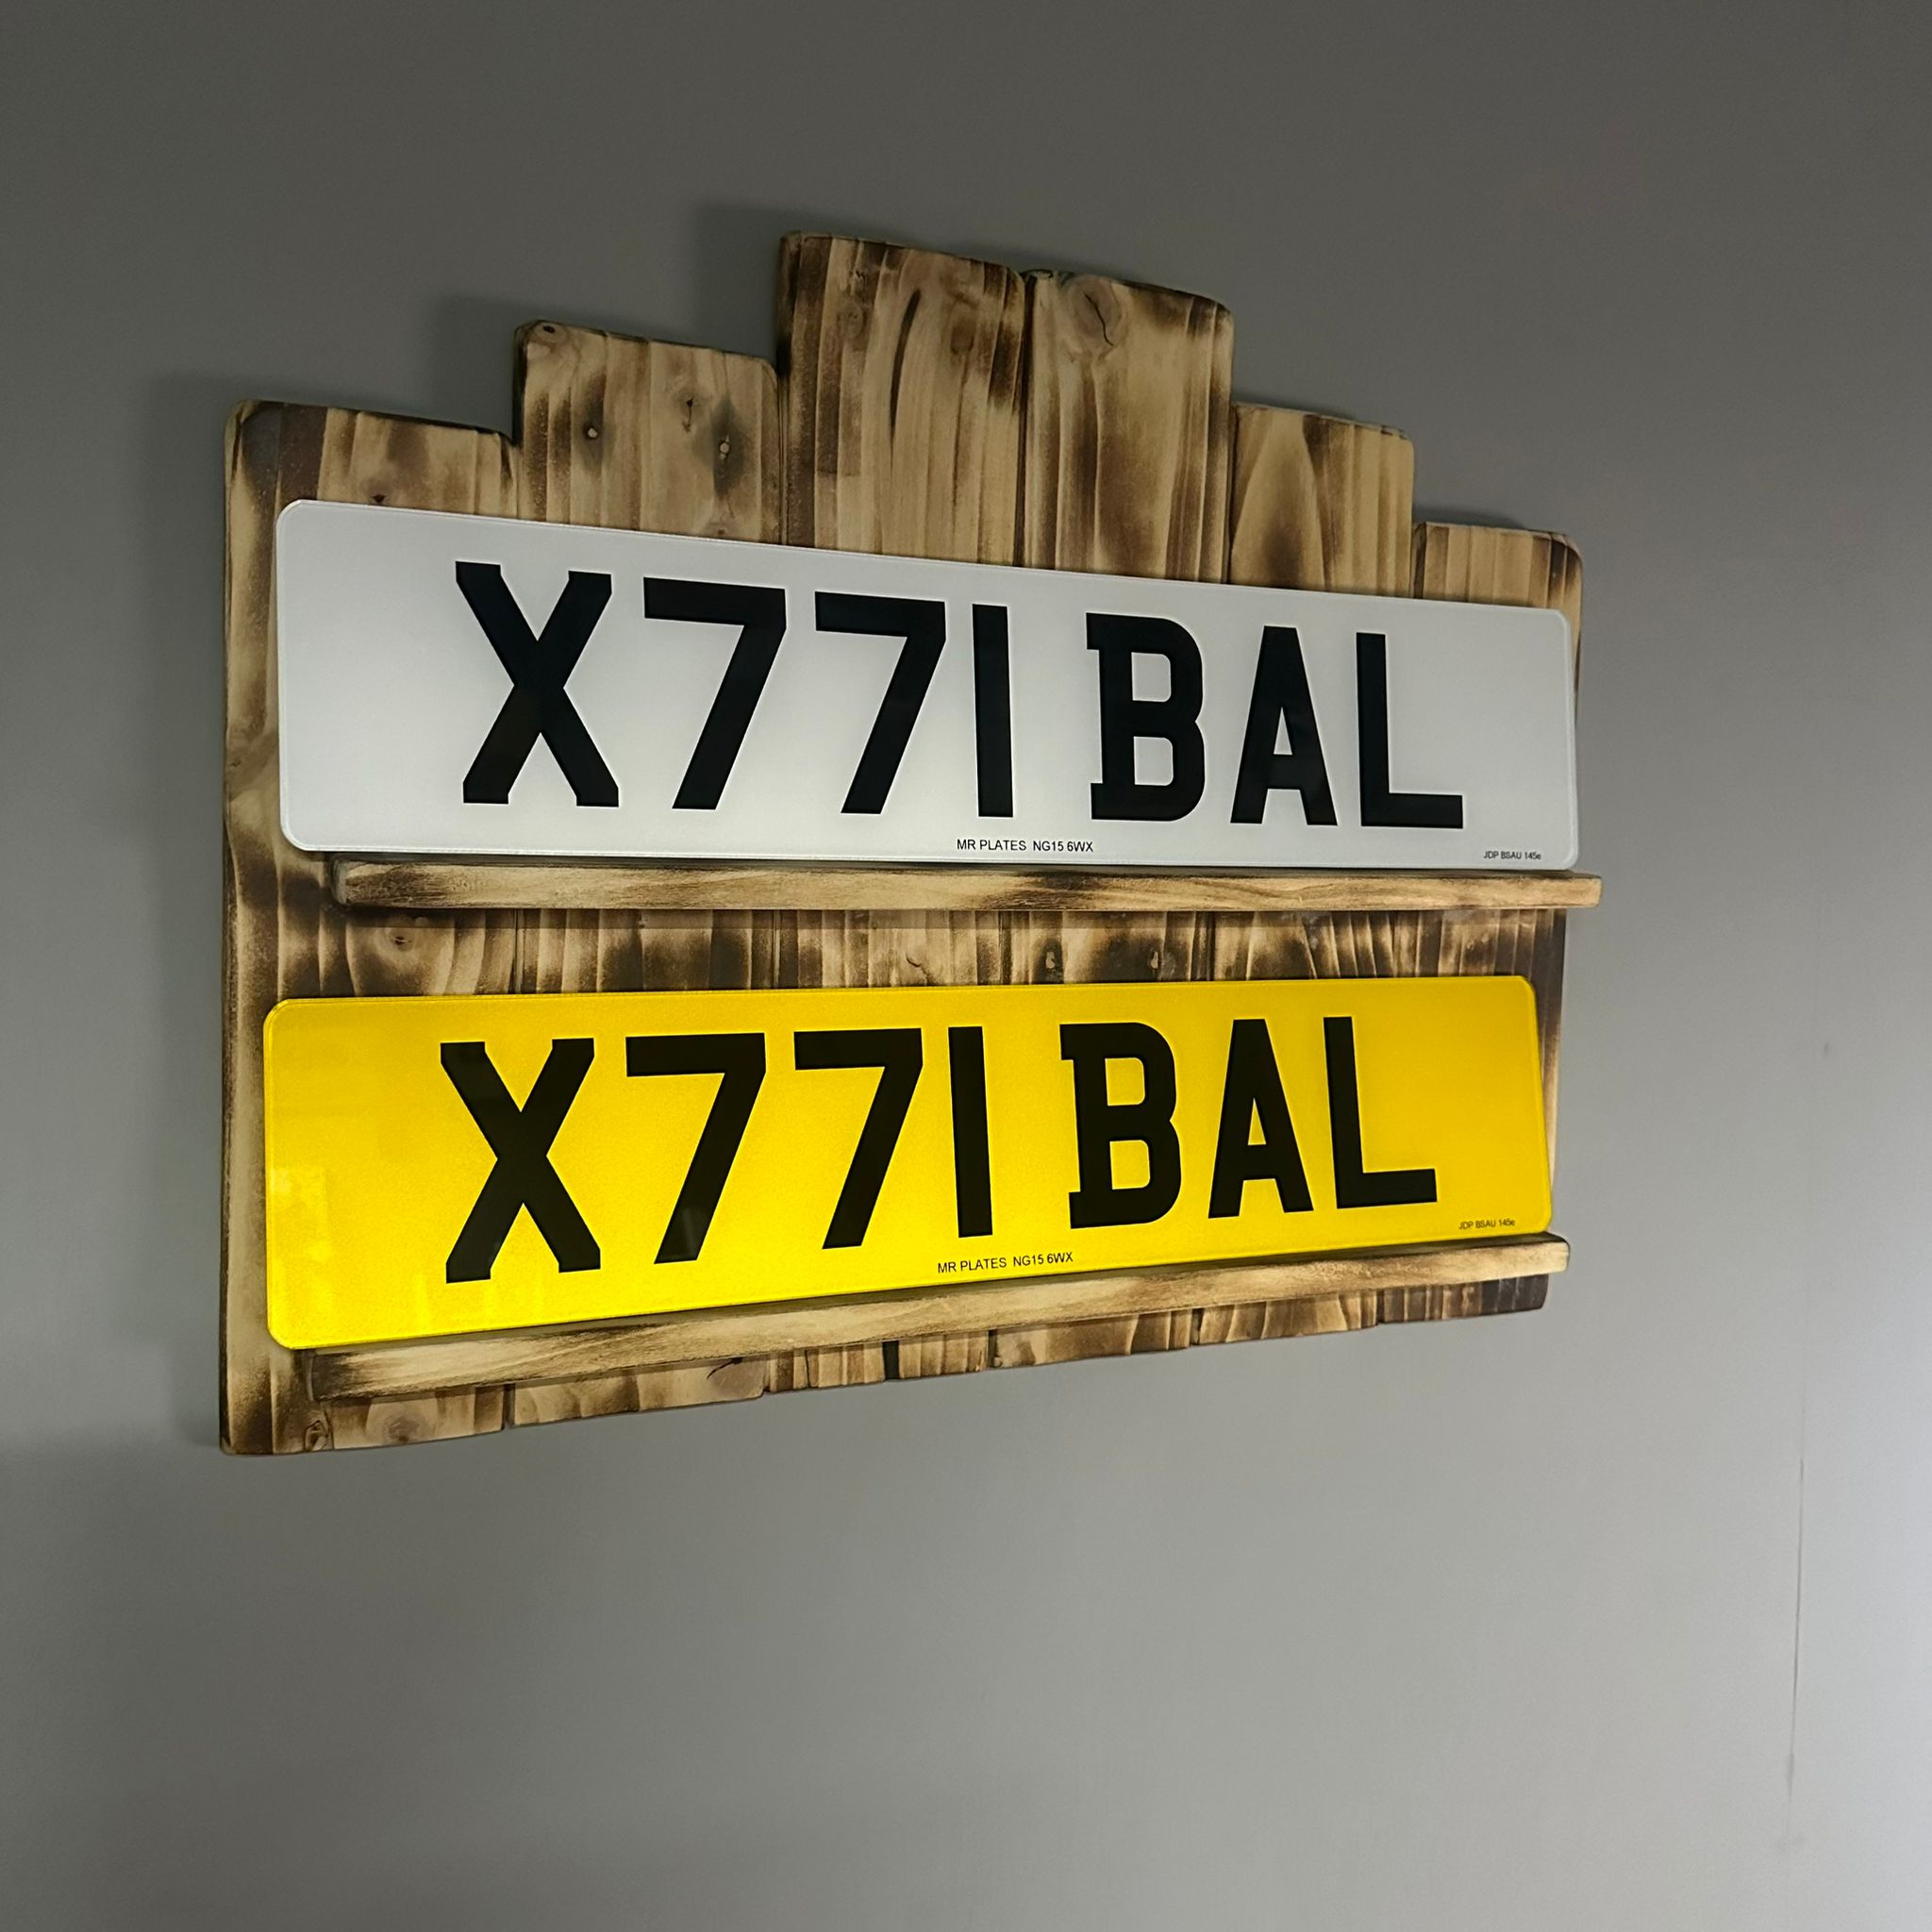 X771 BAL
MR PLATES NG15 6WX
JDP BSAU 145e
X771 BAL
MR PLATES NG15 6WX
JDP BSAU 145e